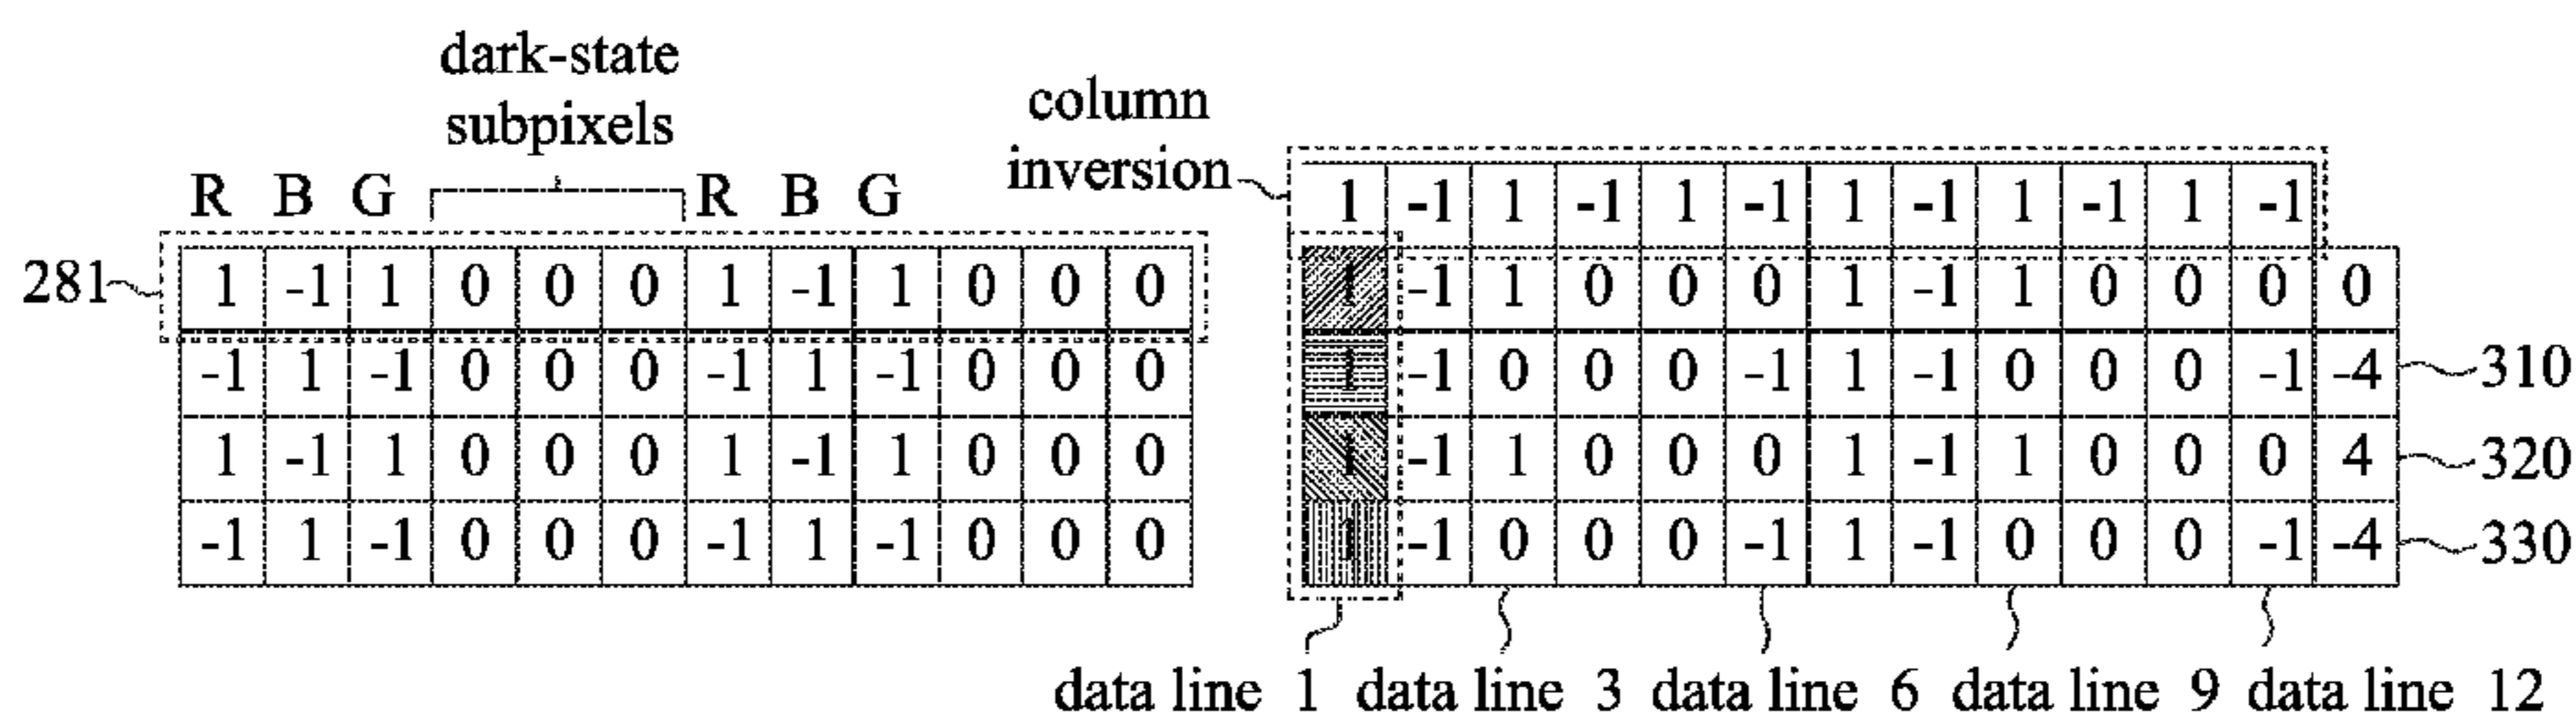 dark-state
subpixels
column
inversion
R B G R B G
1 -1 1 -1 1 -1 1 -1 1 -1 1 -1
281 1 -1 1 0 0 0 1 -1 1 0 0 0 1 -1 1 0 0 0 1 -1 1 0 0 0 0
-1 1 -1 0 0 0 -1 1 -1 0 0 0 1 -1 0 0 0 -1 1 -1 0 0 0 -1 -4 310
1 -1 1 0 0 0 1 -1 1 0 0 0 1 -1 1 0 0 0 1 -1 1 0 0 0 4 320
-1 1 -1 0 0 0 -1 1 -1 0 0 0 1 -1 0 0 0 -1 1 -1 0 0 0 -1 -4 330
data line 1 data line 3 data line 6 data line 9 data line 12